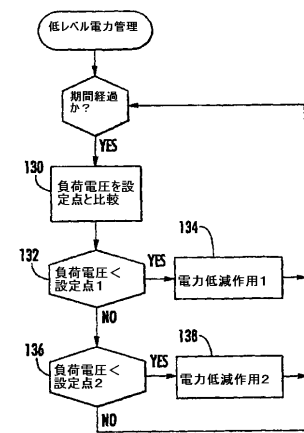 低レベル電力管理
期間経過
か?
YES
130
負荷電圧を設
定点と比較
132
負荷電圧<
設定点1
YES
134
電力低減作用1
NO
136
負荷電圧<
設定点2
YES
138
電力低減作用2
NO